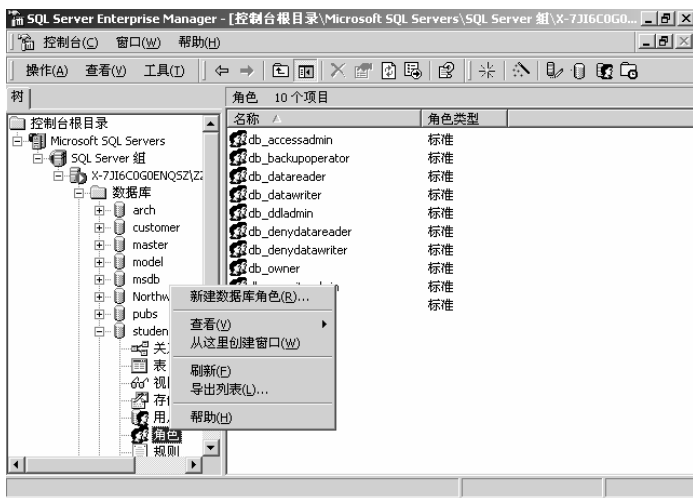 SQL Server Enterprise Manager - [控制台根目录\Microsoft SQL Servers\SQL Server 组\X-7JI6C0G0...
控制台(C) 窗口(W) 帮助(H)
操作(A) 查看(V) 工具(T)
树
角色 10 个项目
名称 角色类型
控制台根目录
Microsoft SQL Servers
SQL Server 组
X-7JI6C0G0ENQSZ\ZZ
数据库
arch
customer
master
model
msdb
Northw
pubs
studen
关
表
视
存
用
角色
规则
db_accessadmin 标准
db_backupoperator 标准
db_datareader 标准
db_datawriter 标准
db_ddladmin 标准
db_denydatareader 标准
db_denydatawriter 标准
db_owner 标准
标准
标准
新建数据库角色(R)...
查看(V)
从这里创建窗口(W)
刷新(F)
导出列表(L)...
帮助(H)